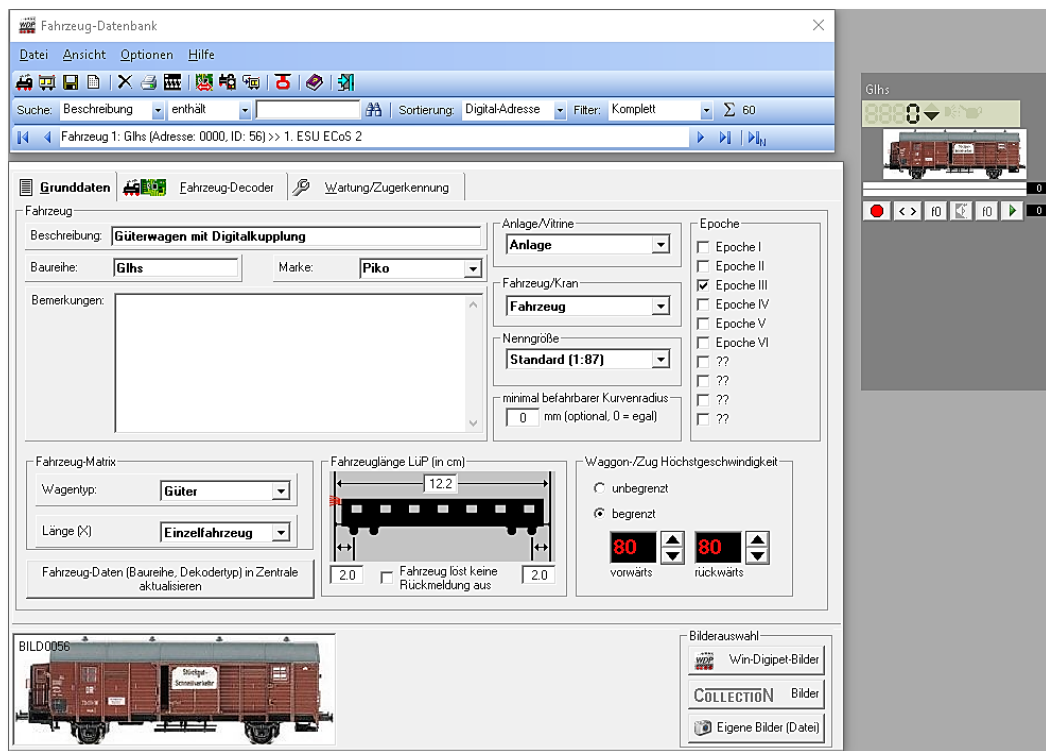 WDP Fahrzeug-Datenbank
Datei Ansicht Optionen Hilfe
Suche: Beschreibung enthält Sortierung: Digital-Adresse Filter: Komplett Σ 60
Fahrzeug 1: Glhs (Adresse: 0000, ID: 56) >> 1. ESU ECoS 2
N
Grunddaten Fahrzeug-Decoder Wartung/Zugerkennung
Fahrzeug
Beschreibung: Güterwagen mit Digitalkupplung
Baureihe: Glhs Marke: Piko
Bemerkungen:
Anlage/Vitrine
Anlage
Fahrzeug/Kran
Fahrzeug
Nenngröße
Standard (1:87)
minimal befahrbarer Kurvenradius
0 mm (optional, 0 = egal)
Epoche
Epoche I
Epoche II
Epoche III
Epoche IV
Epoche V
Epoche VI
??
??
??
??
Fahrzeug-Matrix
Wagentyp: Güter
Länge (X) Einzelfahrzeug
Fahrzeug-Daten (Baureihe, Dekodertyp) in Zentrale
aktualisieren
Fahrzeuglänge LüP (in cm)
12.2
2.0 Fahrzeug löst keine 2.0
Rückmeldung aus
Waggon-/Zug Höchstgeschwindigkeit
unbegrenzt
begrenzt
80 80
vorwärts rückwärts
BILD0056
Stückgut-
Schnellverkehr
Bilderauswahl
WDP Win-Digipet-Bilder
COLLECTION Bilder
Eigene Bilder (Datei)
Glhs
0
0
< > f0 f0 0